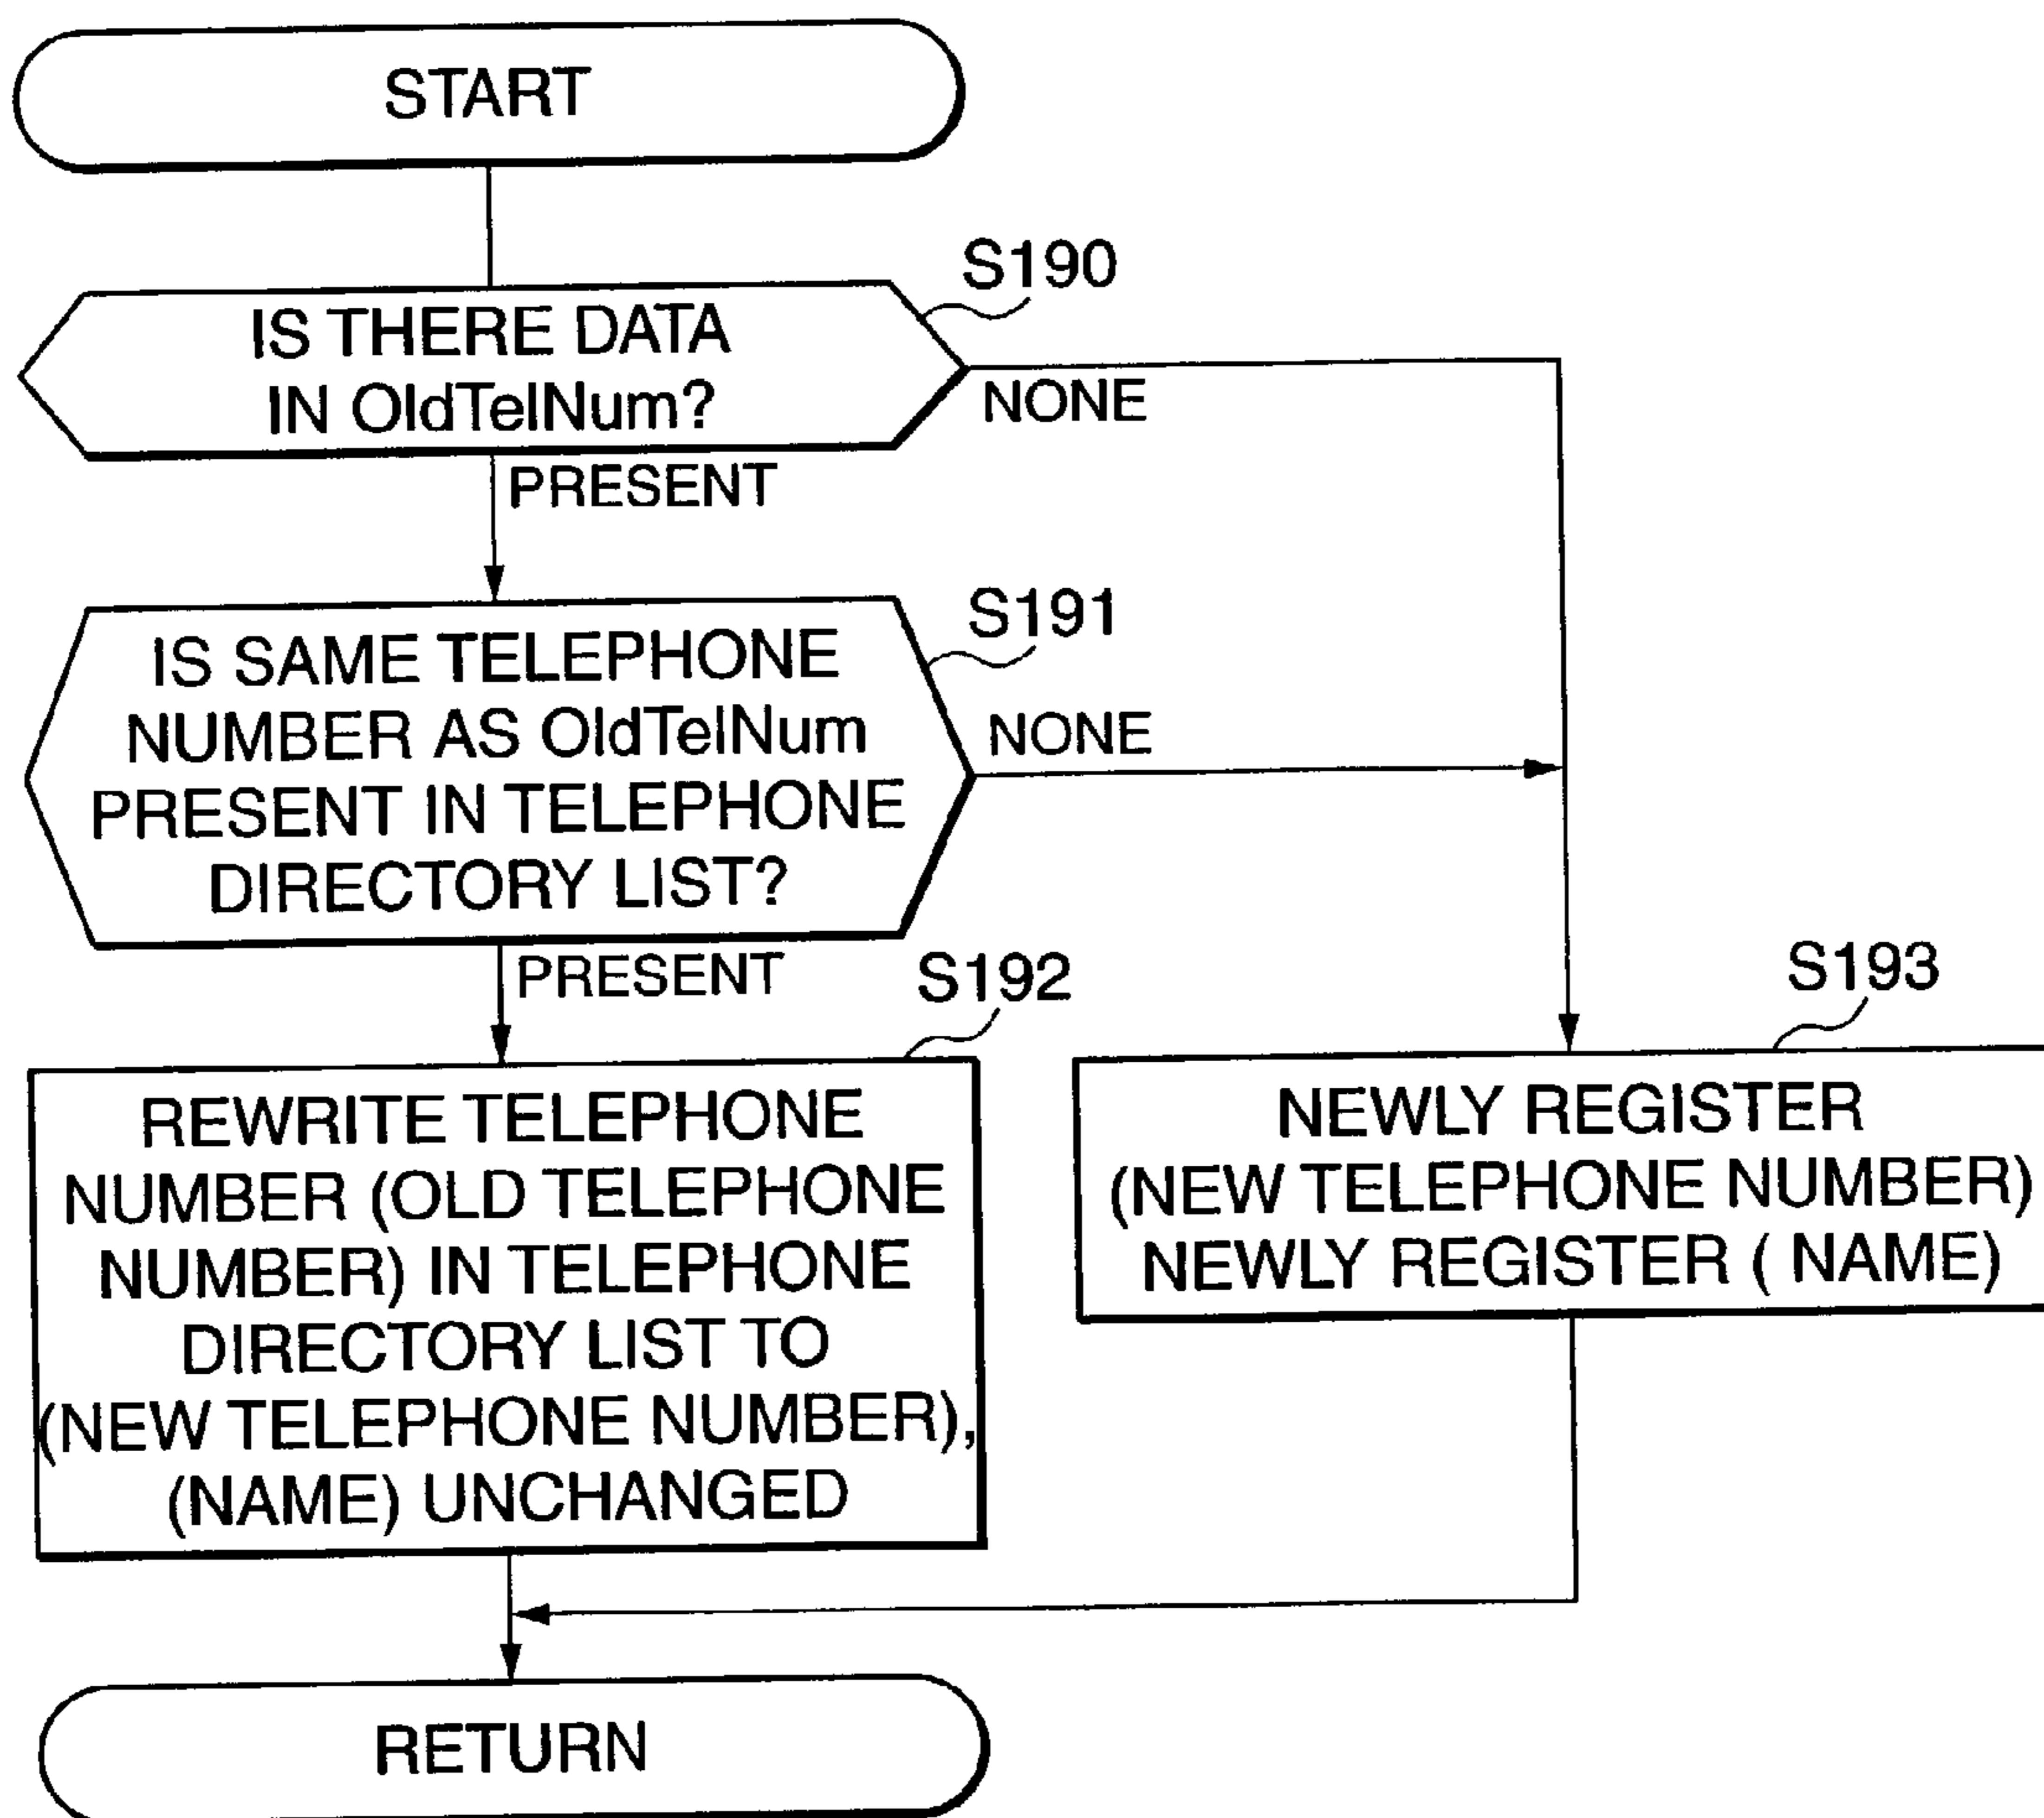 START
S190
IS THERE DATA
IN OldTelNum?
NONE
PRESENT
S191
IS SAME TELEPHONE
NUMBER AS OldTelNum
PRESENT IN TELEPHONE
DIRECTORY LIST?
NONE
PRESENT
S192
REWRITE TELEPHONE
NUMBER (OLD TELEPHONE
NUMBER) IN TELEPHONE
DIRECTORY LIST TO
(NEW TELEPHONE NUMBER),
(NAME) UNCHANGED
S193
NEWLY REGISTER
(NEW TELEPHONE NUMBER)
NEWLY REGISTER ( NAME)
RETURN